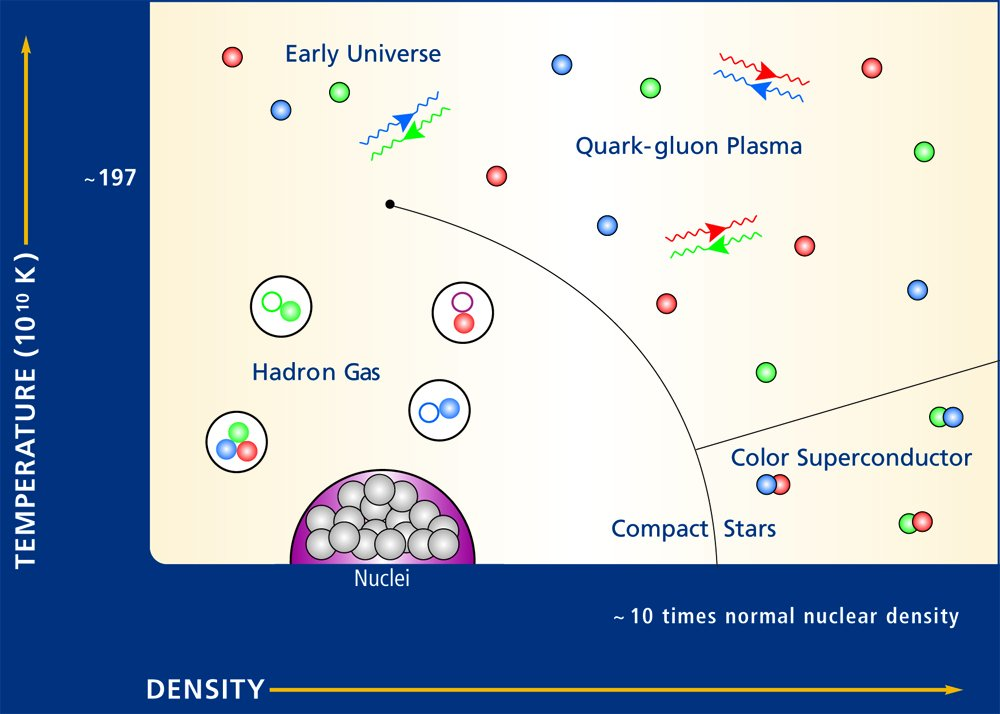 Early Universe
Quark-gluon Plasma
~197
TEMPERATURE (10¹⁰ K)
Hadron Gas
Color Superconductor
Compact Stars
Nuclei
~ 10 times normal nuclear density
DENSITY